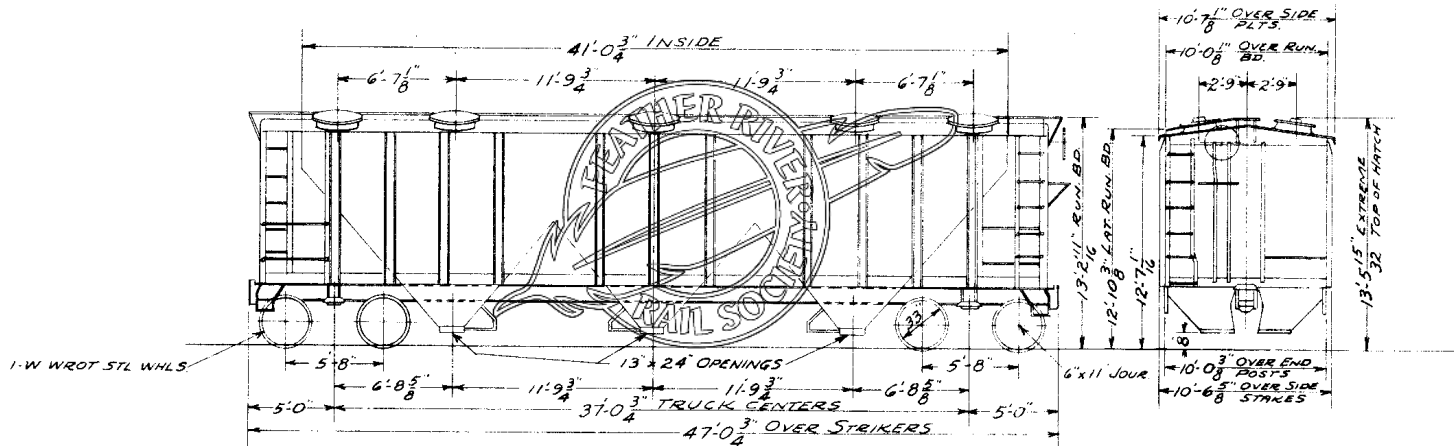 10'-7 1/8" OVER SIDE
PLTS.
41'-0 3/4" INSIDE
10'-0 1/8" OVER RUN.
BD.
6'-7 1/8"
11'-9 3/4"
11'-9 3/4"
6'-7 1/8"
2'-9"
2'-9"
FEATHER RIVER
RAIL SOCIETY
13'-2 11/16" RUN BD.
12'-10 3/8" LAT. RUN. BD.
12'-7 1/16"
13'-5 15/32" EXTREME
TOP OF HATCH
33"
8"
1-W WROT STL WHLS.
5'-8"
13" x 24" OPENINGS
5'-8"
6" x 11" JOUR.
10'-0 3/8" OVER END
POSTS
6'-8 5/8"
11'-9 3/4"
11'-9 3/4"
6'-8 5/8"
10'-6 5/8" OVER SIDE
STAKES
5'-0"
37'-0 3/4" TRUCK CENTERS
5'-0"
47'-0 3/4" OVER STRIKERS